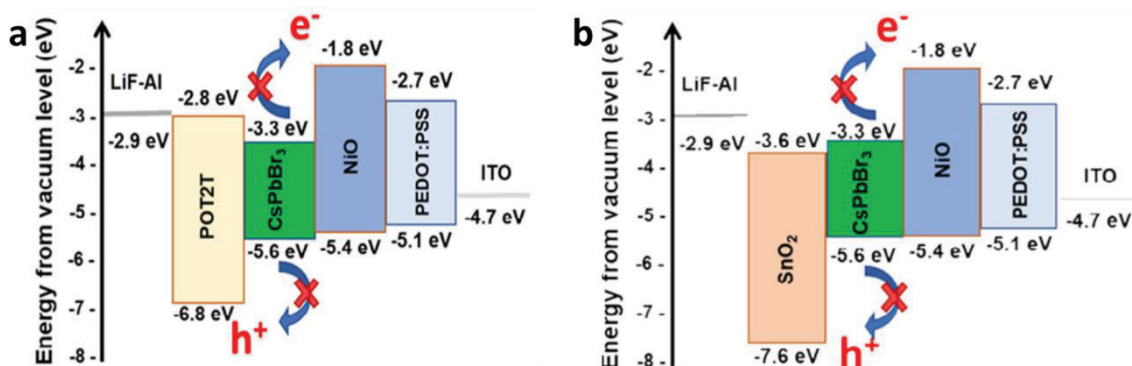 a
Energy from vacuum level (eV)
-2 -
-3 -
-4 -
-5 -
-6 -
-7 -
-8 -
LiF-Al
-2.9 eV
-2.8 eV
POT2T
-6.8 eV
e-
-3.3 eV
CsPbBr3
-5.6 eV
h+
-1.8 eV
NiO
-5.4 eV
-2.7 eV
PEDOT:PSS
-5.1 eV
ITO
-4.7 eV
b
Energy from vacuum level (eV)
-2 -
-3 -
-4 -
-5 -
-6 -
-7 -
-8 -
LiF-Al
-2.9 eV
-3.6 eV
SnO2
-7.6 eV
e-
-3.3 eV
CsPbBr3
-5.6 eV
h+
-1.8 eV
NiO
-5.4 eV
-2.7 eV
PEDOT:PSS
-5.1 eV
ITO
-4.7 eV